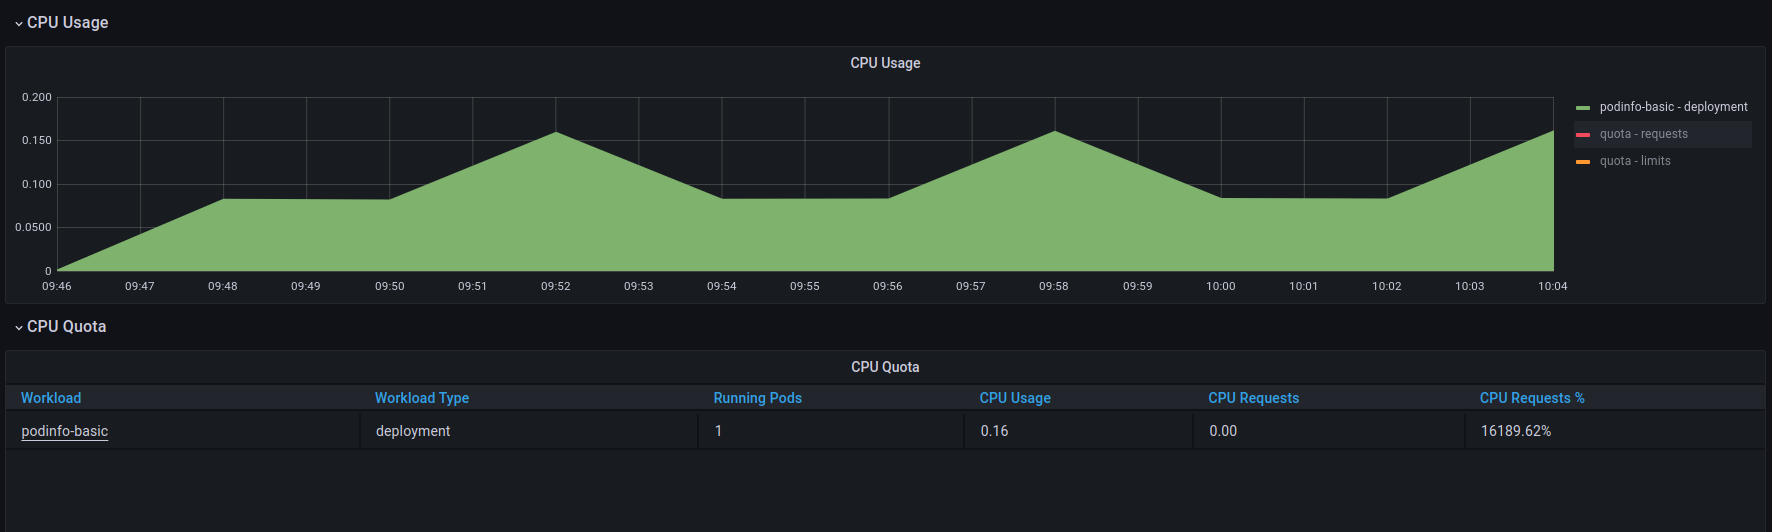 CPU Usage
CPU Usage
0.200
0.150
0.100
0.0500
0
09:46 09:47 09:48 09:49 09:50 09:51 09:52 09:53 09:54 09:55 09:56 09:57 09:58 09:59 10:00 10:01 10:02 10:03 10:04
podinfo-basic - deployment
quota - requests
quota - limits
CPU Quota
CPU Quota
Workload Workload Type Running Pods CPU Usage CPU Requests CPU Requests %
podinfo-basic deployment 1 0.16 0.00 16189.62%